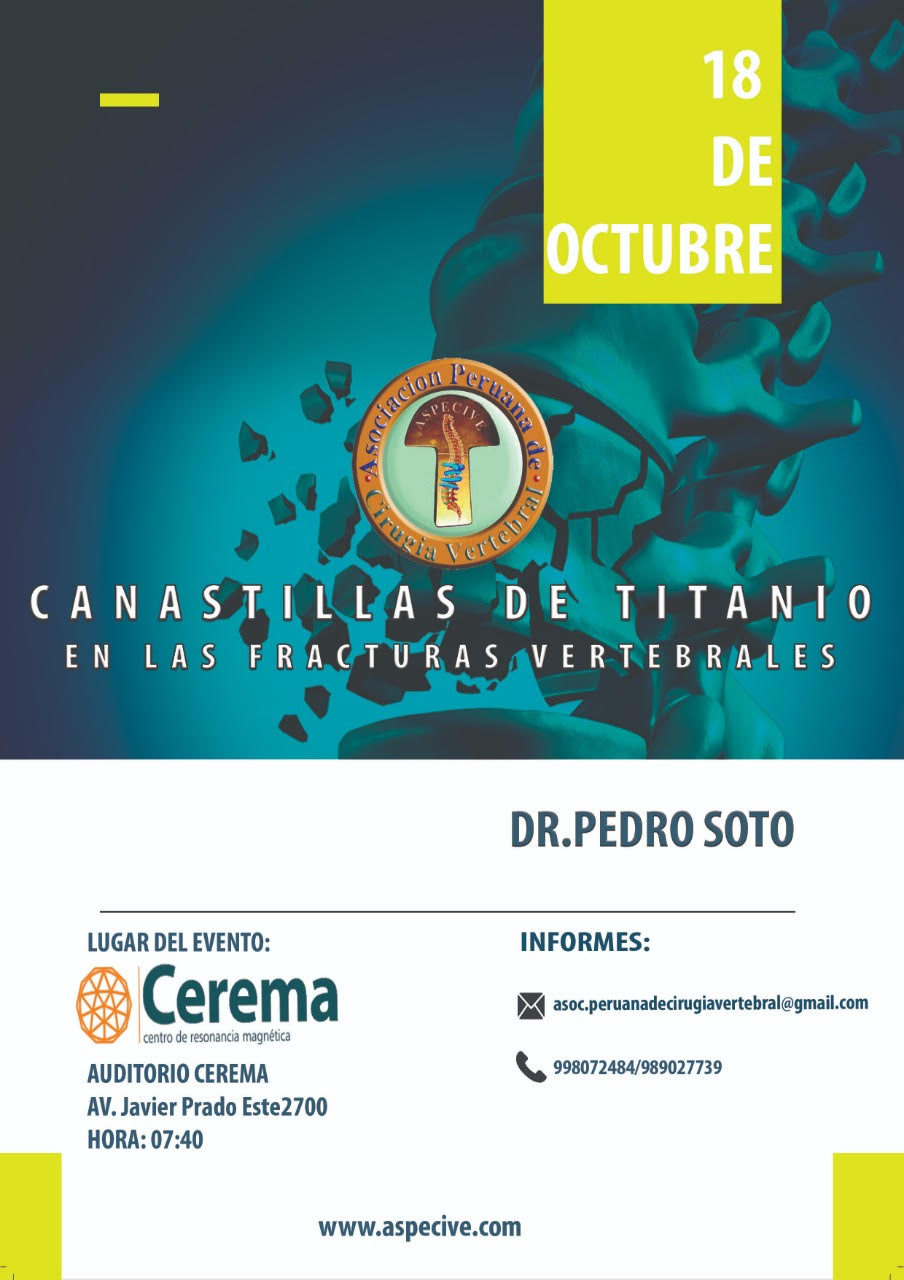 18
DE
OCTUBRE
Asociacion Peruana de
Cirugia Vertebral
ASPECIVE
CANASTILLAS DE TITANIO
EN LAS FRACTURAS VERTEBRALES
DR.PEDRO SOTO
LUGAR DEL EVENTO:
Cerema
centro de resonancia magnética
AUDITORIO CEREMA
AV. Javier Prado Este2700
HORA: 07:40
INFORMES:
asoc.peruanadecirugiavertebral@gmail.com
998072484/989027739
www.aspecive.com